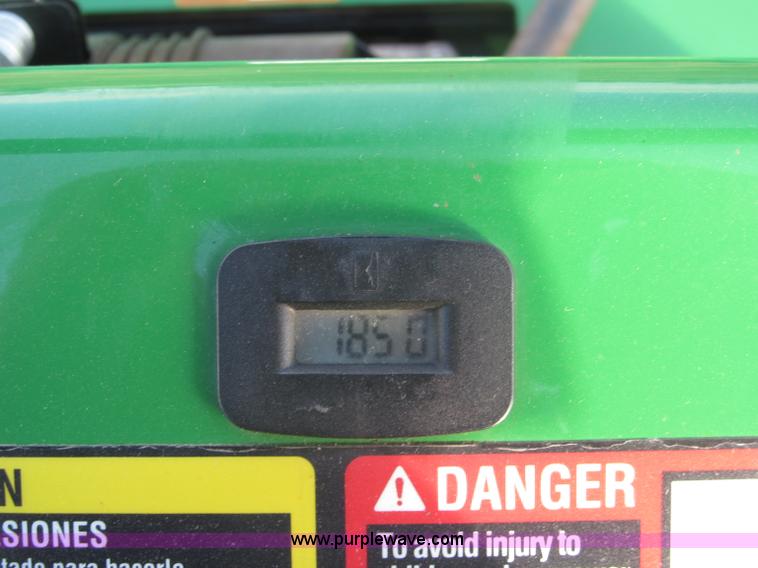 1850
N
SIONES
DANGER
To avoid injury to
www.purplewave.com